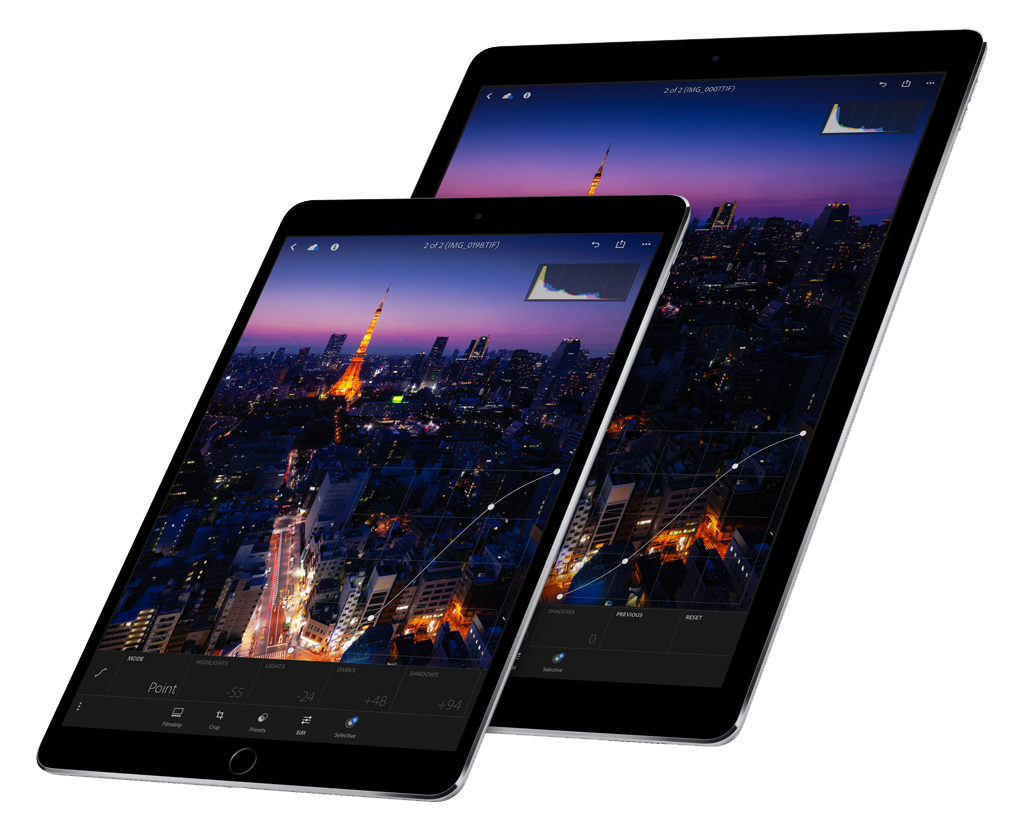 2 of 2 (IMG_0007.TIF)
2 of 2 (IMG_0198.TIF)
SHADOWS
PREVIOUS
RESET
0
Selective
MODE
HIGHLIGHTS
LIGHTS
DARKS
SHADOWS
Point
-55
-24
+48
+94
Filmstrip
Crop
Presets
Edit
Selective